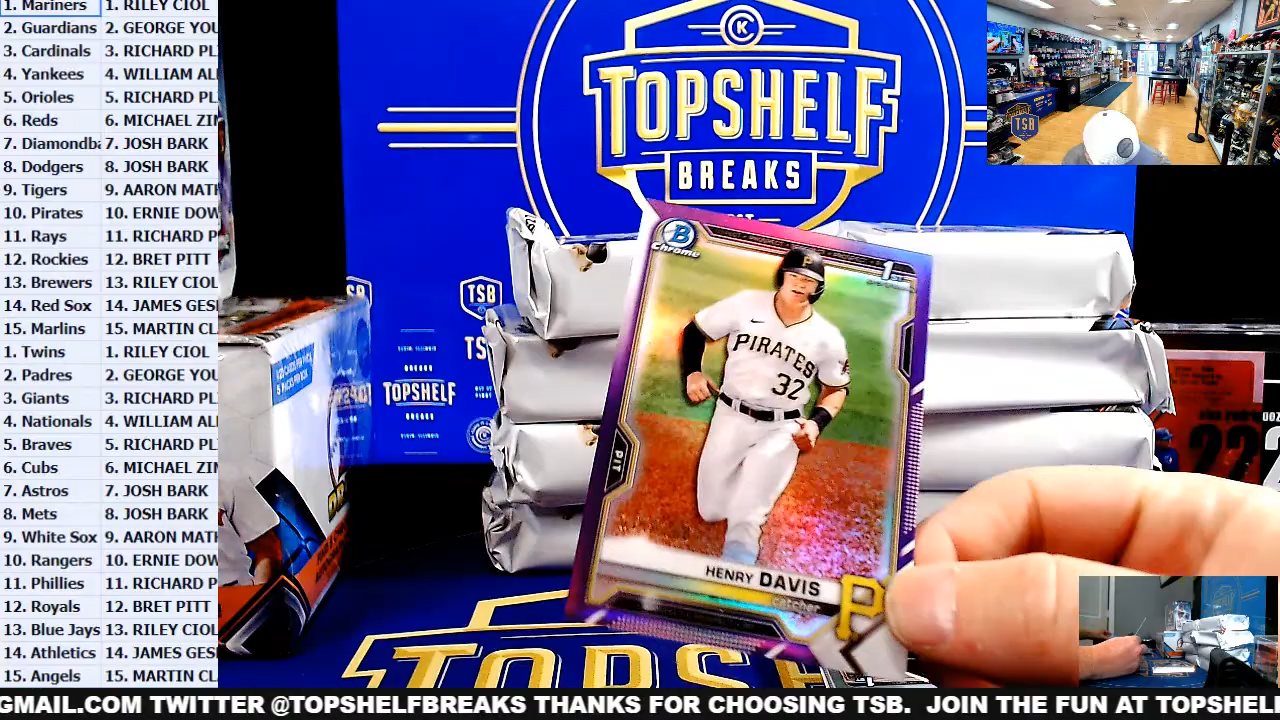 1. Mariners 1. RILEY CIOL
2. Guardians 2. GEORGE YOU
3. Cardinals 3. RICHARD PL
4. Yankees 4. WILLIAM AL
5. Orioles 5. RICHARD PL
6. Reds 6. MICHAEL ZI
7. Diamondba 7. JOSH BARK
8. Dodgers 8. JOSH BARK
9. Tigers 9. AARON MAT
10. Pirates 10. ERNIE DOW
11. Rays 11. RICHARD P
12. Rockies 12. BRET PITT
13. Brewers 13. RILEY CIOL
14. Red Sox 14. JAMES GES
15. Marlins 15. MARTIN CL
1. Twins 1. RILEY CIOL
2. Padres 2. GEORGE YOU
3. Giants 3. RICHARD PL
4. Nationals 4. WILLIAM AL
5. Braves 5. RICHARD PL
6. Cubs 6. MICHAEL ZI
7. Astros 7. JOSH BARK
8. Mets 8. JOSH BARK
9. White Sox 9. AARON MAT
10. Rangers 10. ERNIE DOW
11. Phillies 11. RICHARD P
12. Royals 12. BRET PITT
13. Blue Jays 13. RILEY CIOL
14. Athletics 14. JAMES GES
15. Angels 15. MARTIN CL
TOPSHELF
BREAKS
TSB
TSB
TOPSHELF
BREAKS
B
Chrome
1ST
P
PIRATES
32
PIT
HENRY DAVIS
Catcher
P
22
TOPSHELF
GMAIL.COM TWITTER @TOPSHELFBREAKS THANKS FOR CHOOSING TSB. JOIN THE FUN AT TOPSHEL